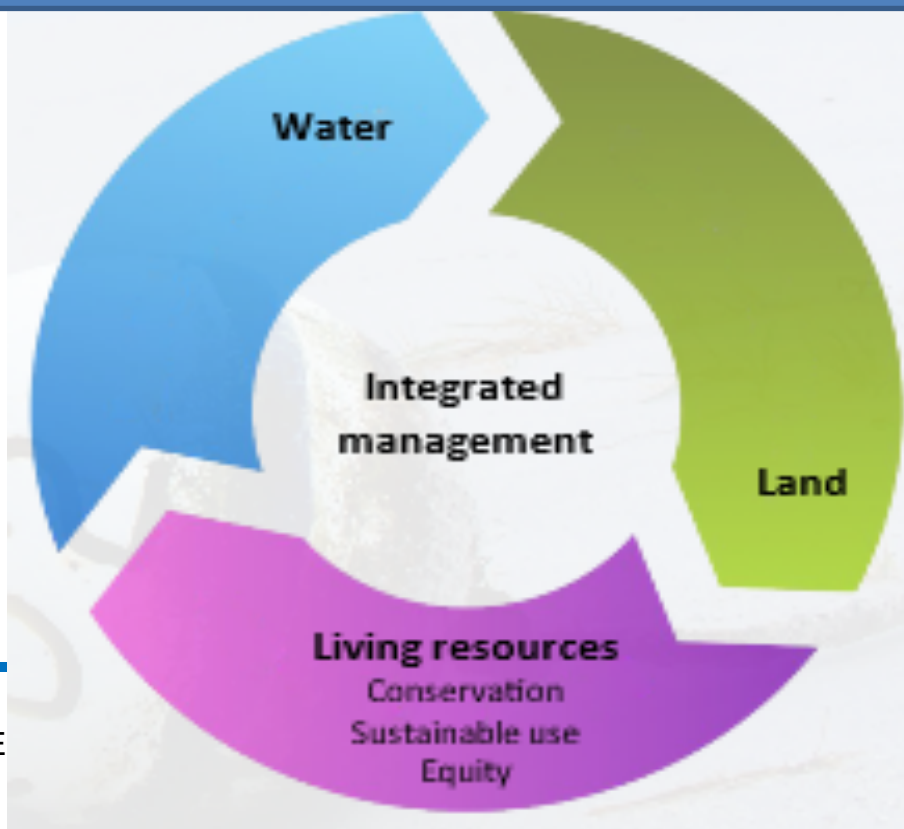 Water
Integrated
management
Land
Living resources
Conservation
Sustainable use
Equity
E